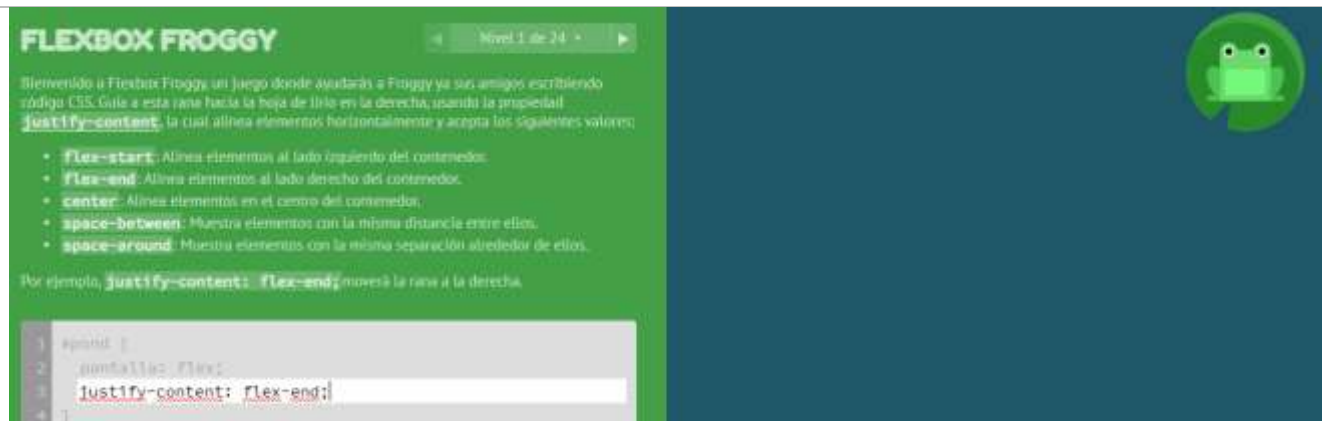 FLEXBOX FROGGY
◀ Nivel 1 de 24 ▾ ▶
Bienvenido a Flexbox Froggy, un juego donde ayudarás a Froggy ya sus amigos escribiendo
código CSS. Guía a esta rana hacia la hoja de lirio en la derecha, usando la propiedad
justify-content, la cual alinea elementos horizontalmente y acepta los siguientes valores:
• flex-start: Alinea elementos al lado izquierdo del contenedor.
• flex-end: Alinea elementos al lado derecho del contenedor.
• center: Alinea elementos en el centro del contenedor.
• space-between: Muestra elementos con la misma distancia entre ellos.
• space-around: Muestra elementos con la misma separación alrededor de ellos.
Por ejemplo, justify-content: flex-end; moverá la rana a la derecha.
1 #pond {
2 pantalla: flex;
3 justify-content: flex-end;
4 }